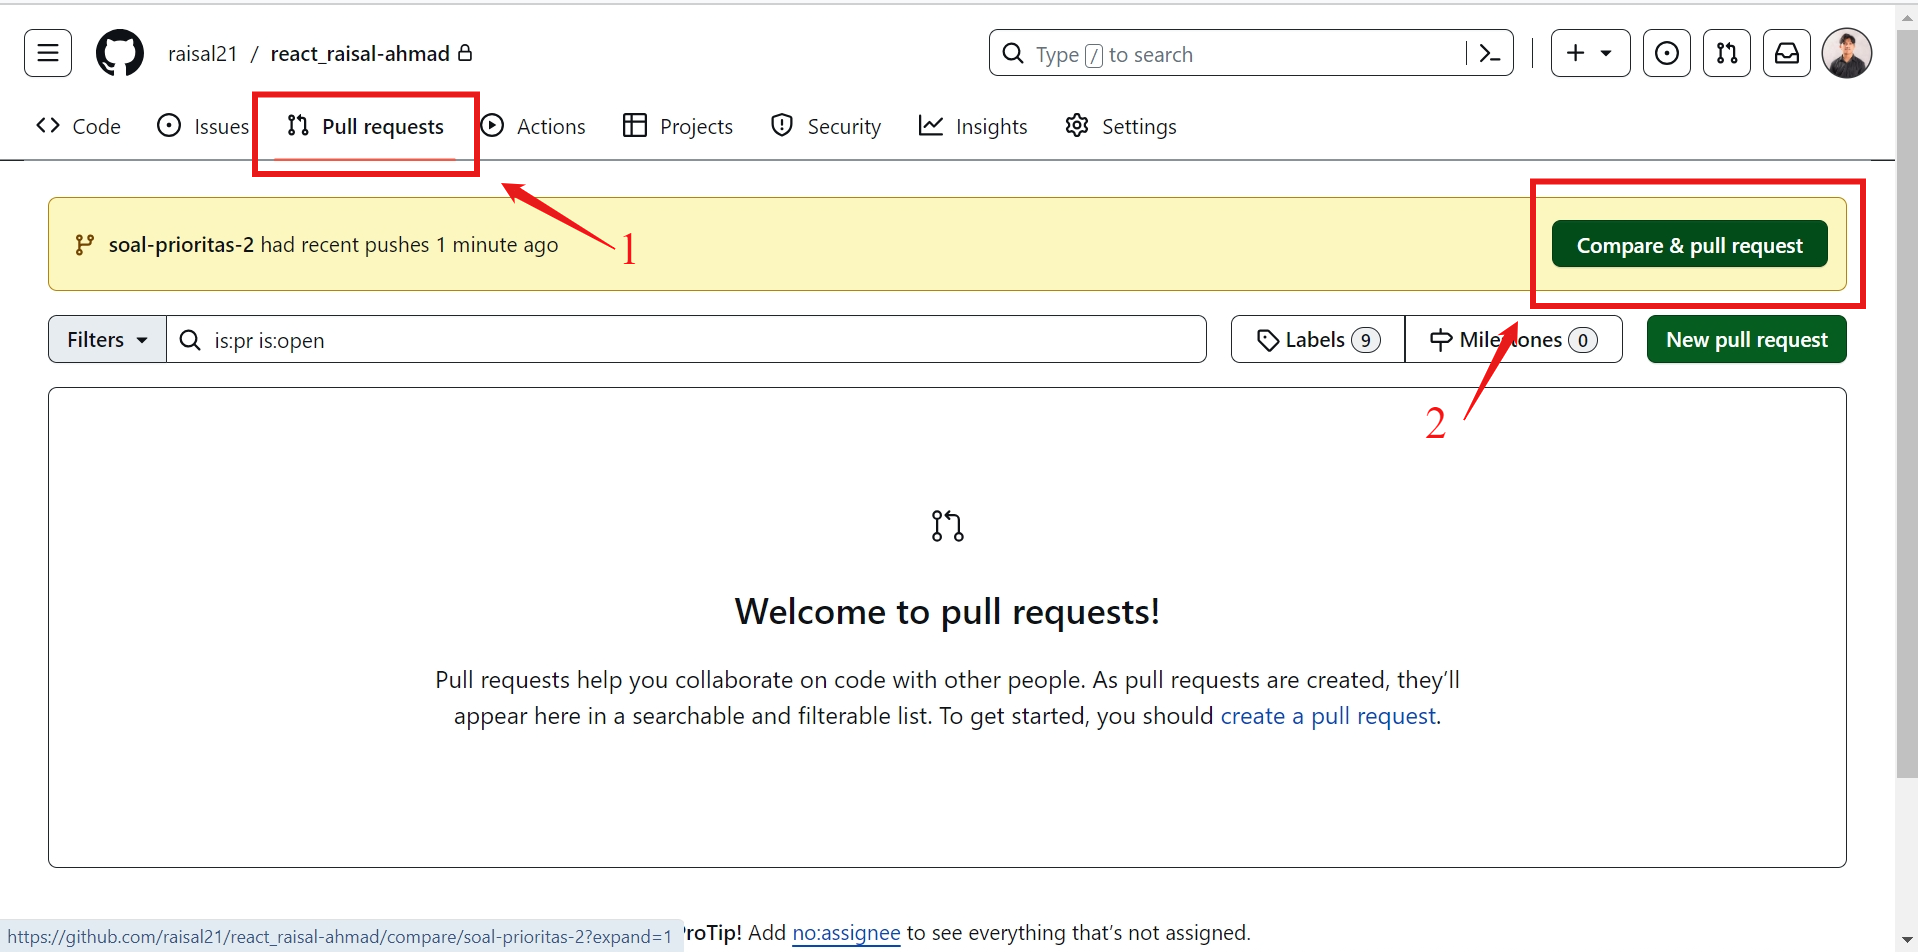 raisal21 / react_raisal-ahmad
Type / to search
Code Issues Pull requests Actions Projects Security Insights Settings
soal-prioritas-2 had recent pushes 1 minute ago
1
Compare & pull request
Filters is:pr is:open Labels 9 Milestones 0 New pull request
2
Welcome to pull requests!
Pull requests help you collaborate on code with other people. As pull requests are created, they’ll
appear here in a searchable and filterable list. To get started, you should create a pull request.
https://github.com/raisal21/react_raisal-ahmad/compare/soal-prioritas-2?expand=1
roTip! Add no:assignee to see everything that’s not assigned.